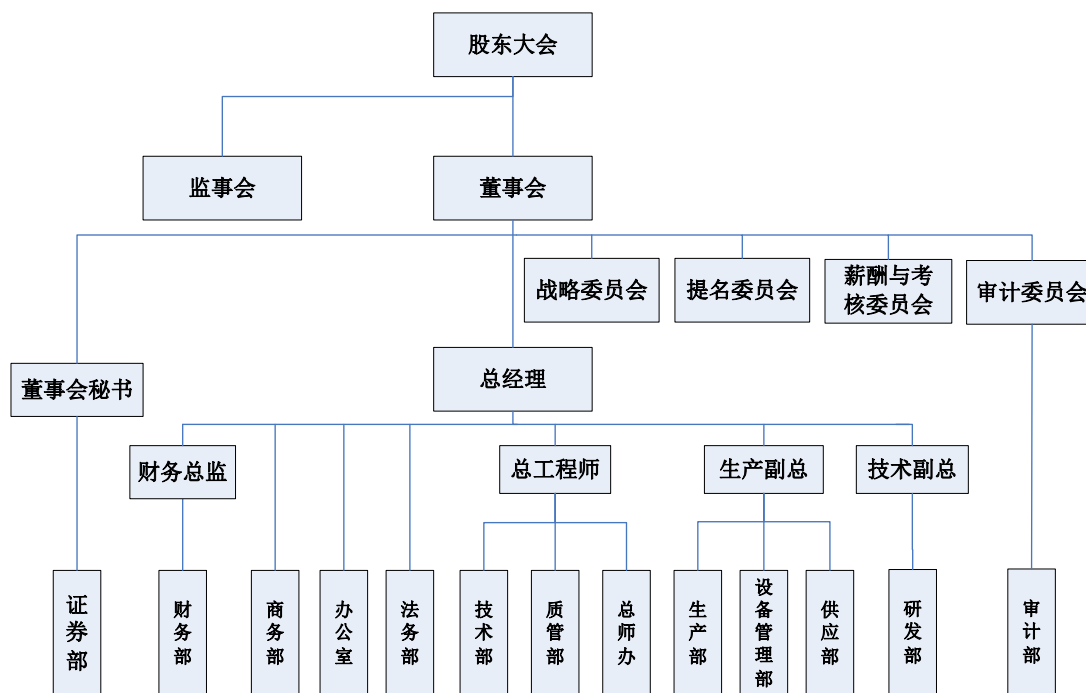 股东大会
监事会
董事会
战略委员会
提名委员会
薪酬与考
核委员会
审计委员会
董事会秘书
总经理
财务总监
总工程师
生产副总
技术副总
证券部
财务部
商务部
办公室
法务部
技术部
质管部
总师办
生产部
设备管理部
供应部
研发部
审计部